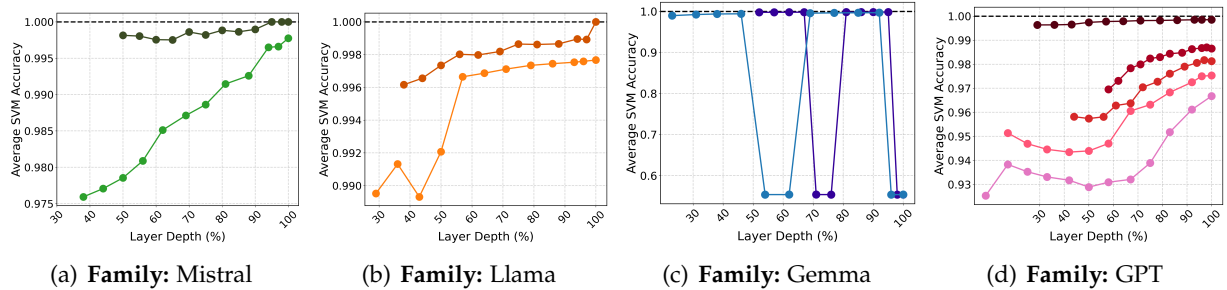 Average SVM Accuracy
1.000
0.995
0.990
0.985
0.980
0.975
30 40 50 60 70 80 90 100
Layer Depth (%)
(a) Family: Mistral
Average SVM Accuracy
1.000
0.998
0.996
0.994
0.992
0.990
30 40 50 60 70 80 90 100
Layer Depth (%)
(b) Family: Llama
Average SVM Accuracy
1.0
0.9
0.8
0.7
0.6
30 40 50 60 70 80 90 100
Layer Depth (%)
(c) Family: Gemma
Average SVM Accuracy
1.00
0.99
0.98
0.97
0.96
0.95
0.94
0.93
10 20 30 40 50 60 70 80 90 100
Layer Depth (%)
(d) Family: GPT